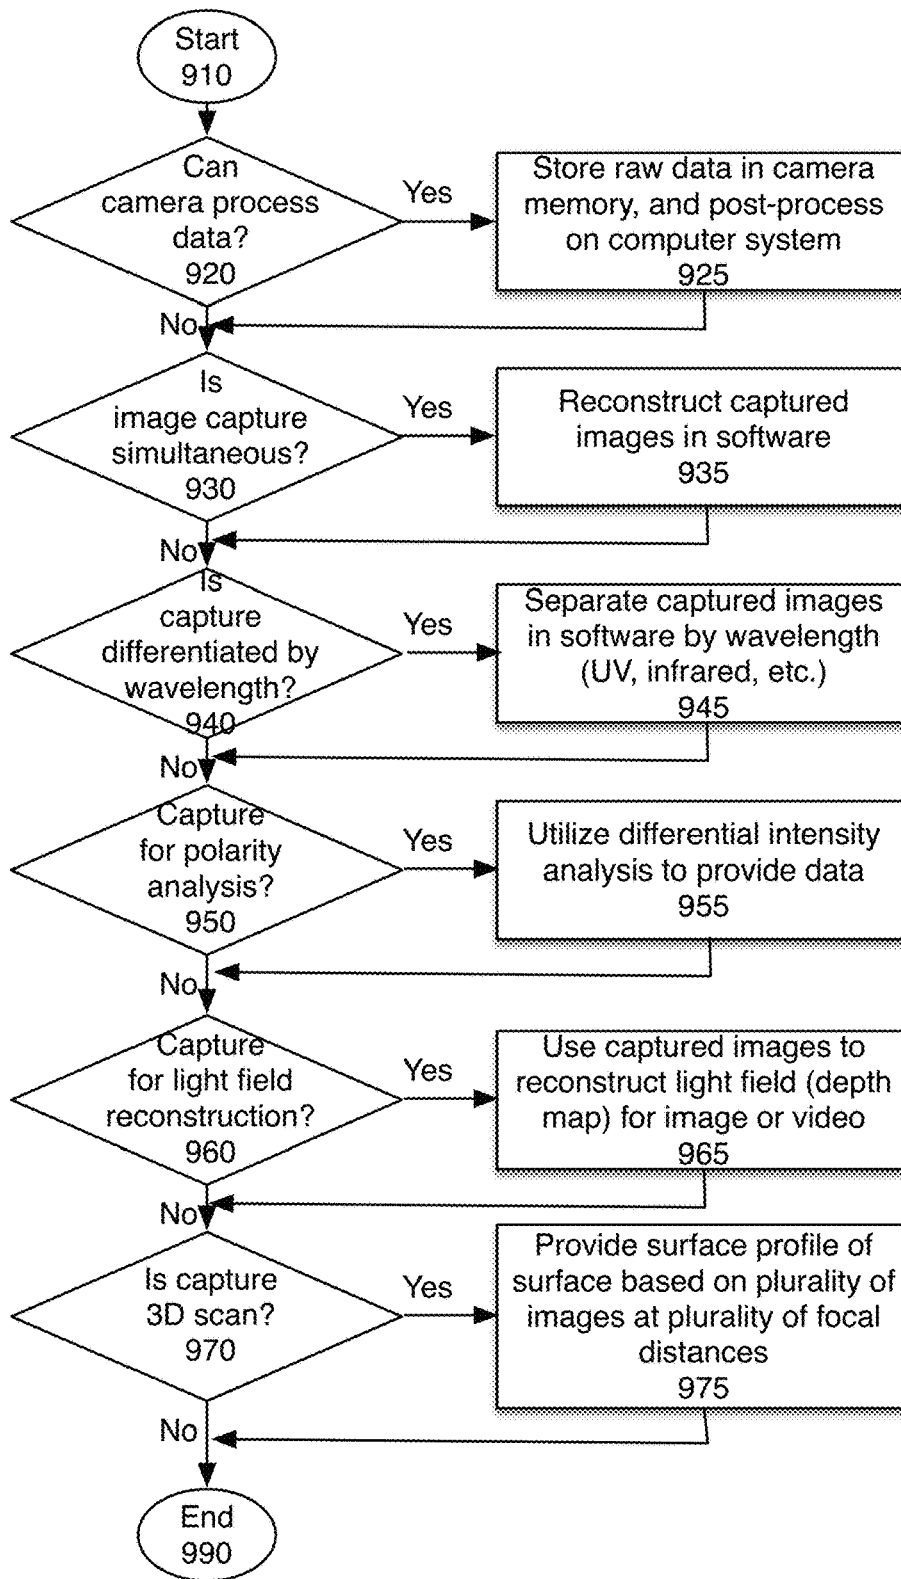 Start
910
Can
camera process
data?
920
Yes
Store raw data in camera
memory, and post-process
on computer system
925
No
Is
image capture
simultaneous?
930
Yes
Reconstruct captured
images in software
935
No
Is
capture
differentiated by
wavelength?
940
Yes
Separate captured images
in software by wavelength
(UV, infrared, etc.)
945
No
Capture
for polarity
analysis?
950
Yes
Utilize differential intensity
analysis to provide data
955
No
Capture
for light field
reconstruction?
960
Yes
Use captured images to
reconstruct light field (depth
map) for image or video
965
No
Is capture
3D scan?
970
Yes
Provide surface profile of
surface based on plurality of
images at plurality of focal
distances
975
No
End
990